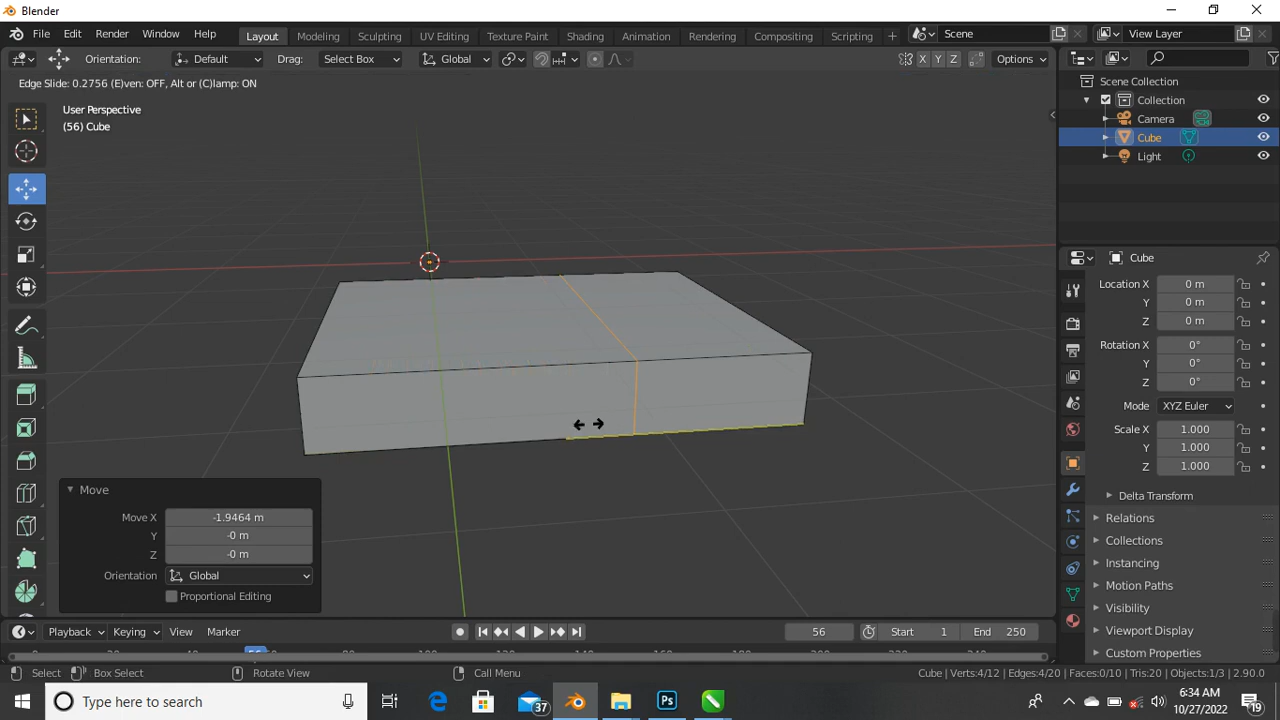 Blender
File Edit Render Window Help
Layout Modeling Sculpting UV Editing Texture Paint Shading Animation Rendering Compositing Scripting
Scene
View Layer
Orientation: Default Drag: Select Box Global X Y Z Options
Edge Slide: 0.2756 (E)ven: OFF, Alt or (C)lamp: ON
User Perspective
(56) Cube
Scene Collection
Collection
Camera
Cube
Light
Cube
Location X 0 m
Y 0 m
Z 0 m
Rotation X 0°
Y 0°
Z 0°
Mode XYZ Euler
Scale X 1.000
Y 1.000
Z 1.000
Delta Transform
Relations
Collections
Instancing
Motion Paths
Visibility
Viewport Display
Custom Properties
Move
Move X -1.9464 m
Y -0 m
Z -0 m
Orientation Global
Proportional Editing
Playback Keying View Marker 56 Start 1 End 250
Select Box Select Rotate View Call Menu
Cube | Verts:4/12 | Edges:4/20 | Faces:0/10 | Tris:20 | Objects:1/3 | 2.90.0
Type here to search
37
Ps
6:34 AM
10/27/2022
19